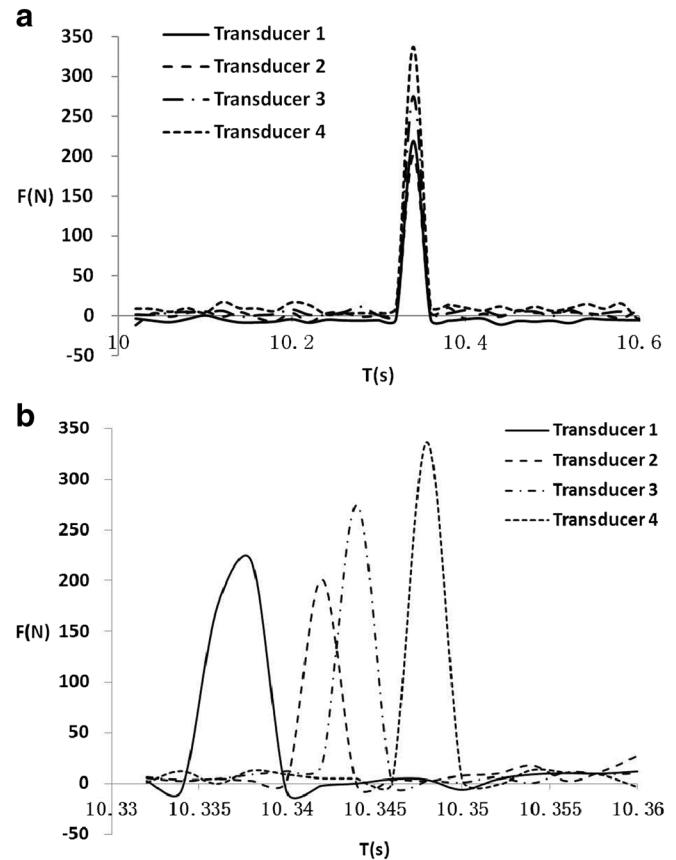 a
350
300
250
200
150
100
50
0
-50
F(N)
Transducer 1
Transducer 2
Transducer 3
Transducer 4
10
10.2
10.4
10.6
T(s)
b
350
300
250
200
150
100
50
0
-50
F(N)
Transducer 1
Transducer 2
Transducer 3
Transducer 4
10.33
10.335
10.34
10.345
10.35
10.355
10.36
T(s)